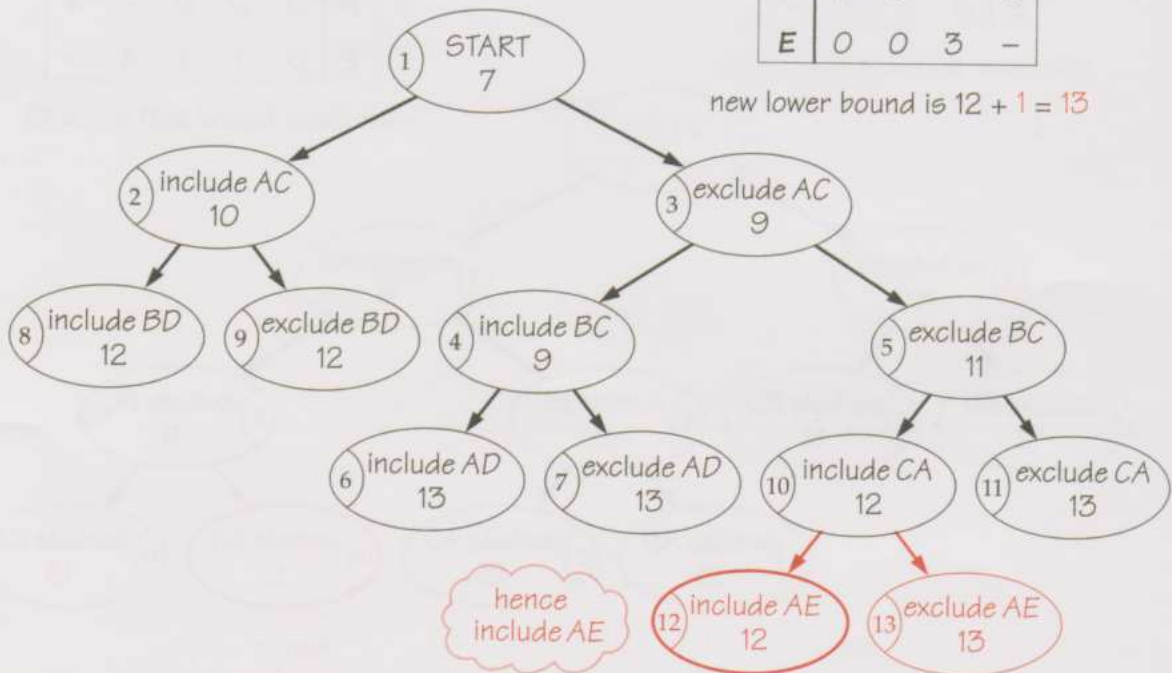 E 0 0 3 –
new lower bound is 12 + 1 = 13
1 START
7
2 include AC
10
3 exclude AC
9
8 include BD
12
9 exclude BD
12
4 include BC
9
5 exclude BC
11
6 include AD
13
7 exclude AD
13
10 include CA
12
11 exclude CA
13
hence
include AE
12 include AE
12
13 exclude AE
13